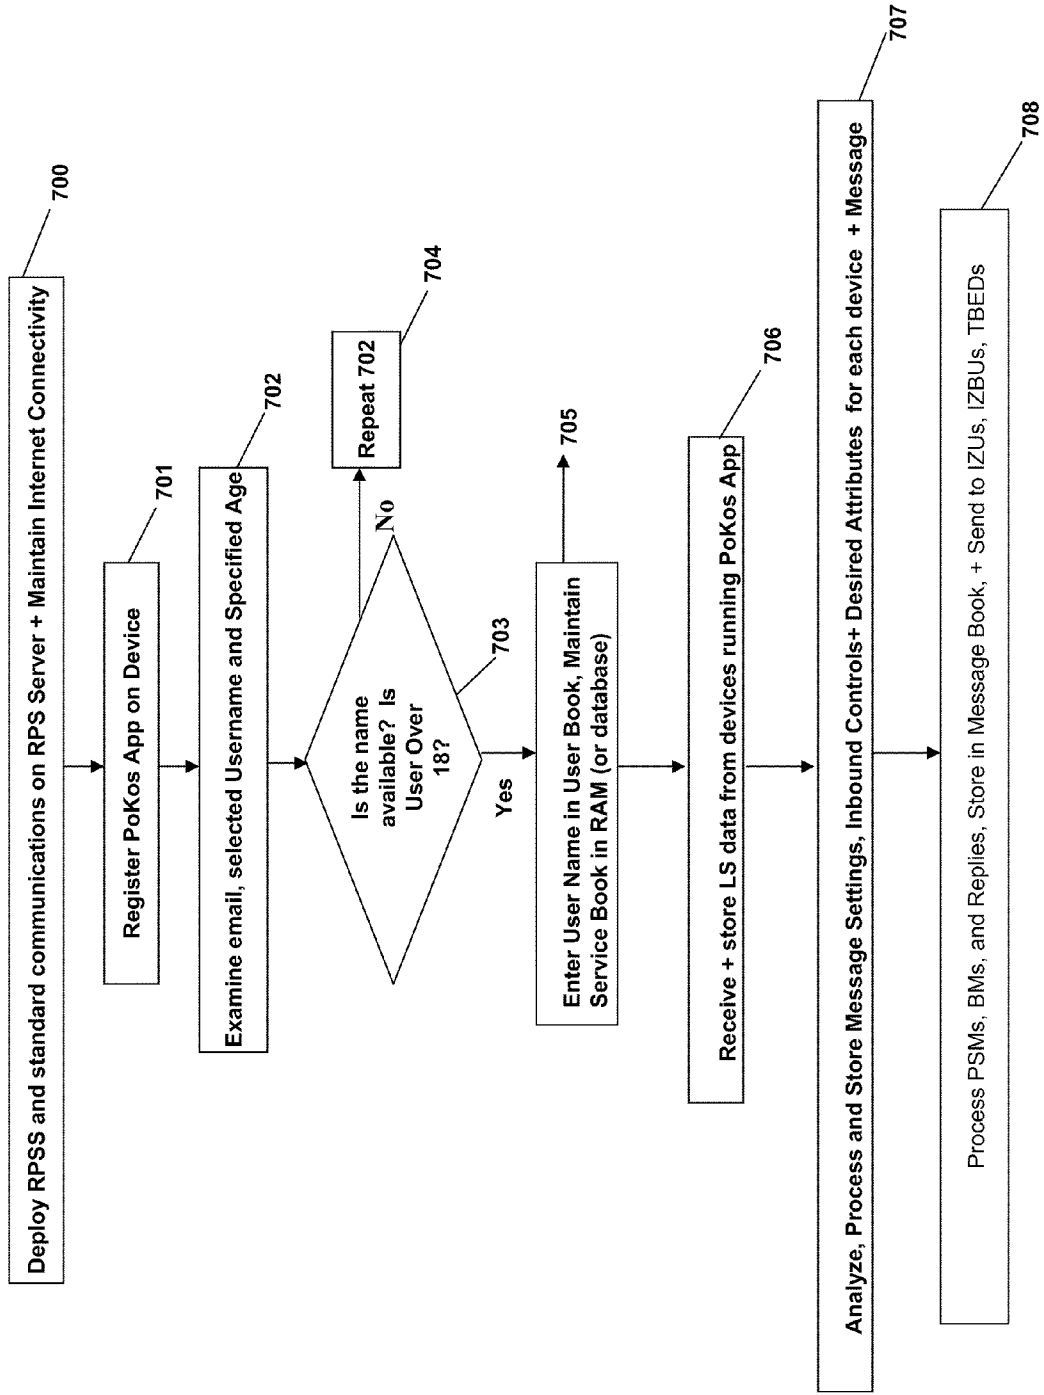 Deploy RPSS and standard communications on RPS Server + Maintain Internet Connectivity
700
Register PoKos App on Device
701
Examine email, selected Username and Specified Age
702
Is the name
available? Is
User Over
18?
703
No
Repeat 702
704
Yes
Enter User Name in User Book, Maintain
Service Book in RAM (or database)
705
Receive + store LS data from devices running PoKos App
706
Analyze, Process and Store Message Settings, Inbound Controls+ Desired Attributes for each device + Message
707
Process PSMs, BMs, and Replies, Store in Message Book, + Send to IZUs, IZBUs, TBEDs
708